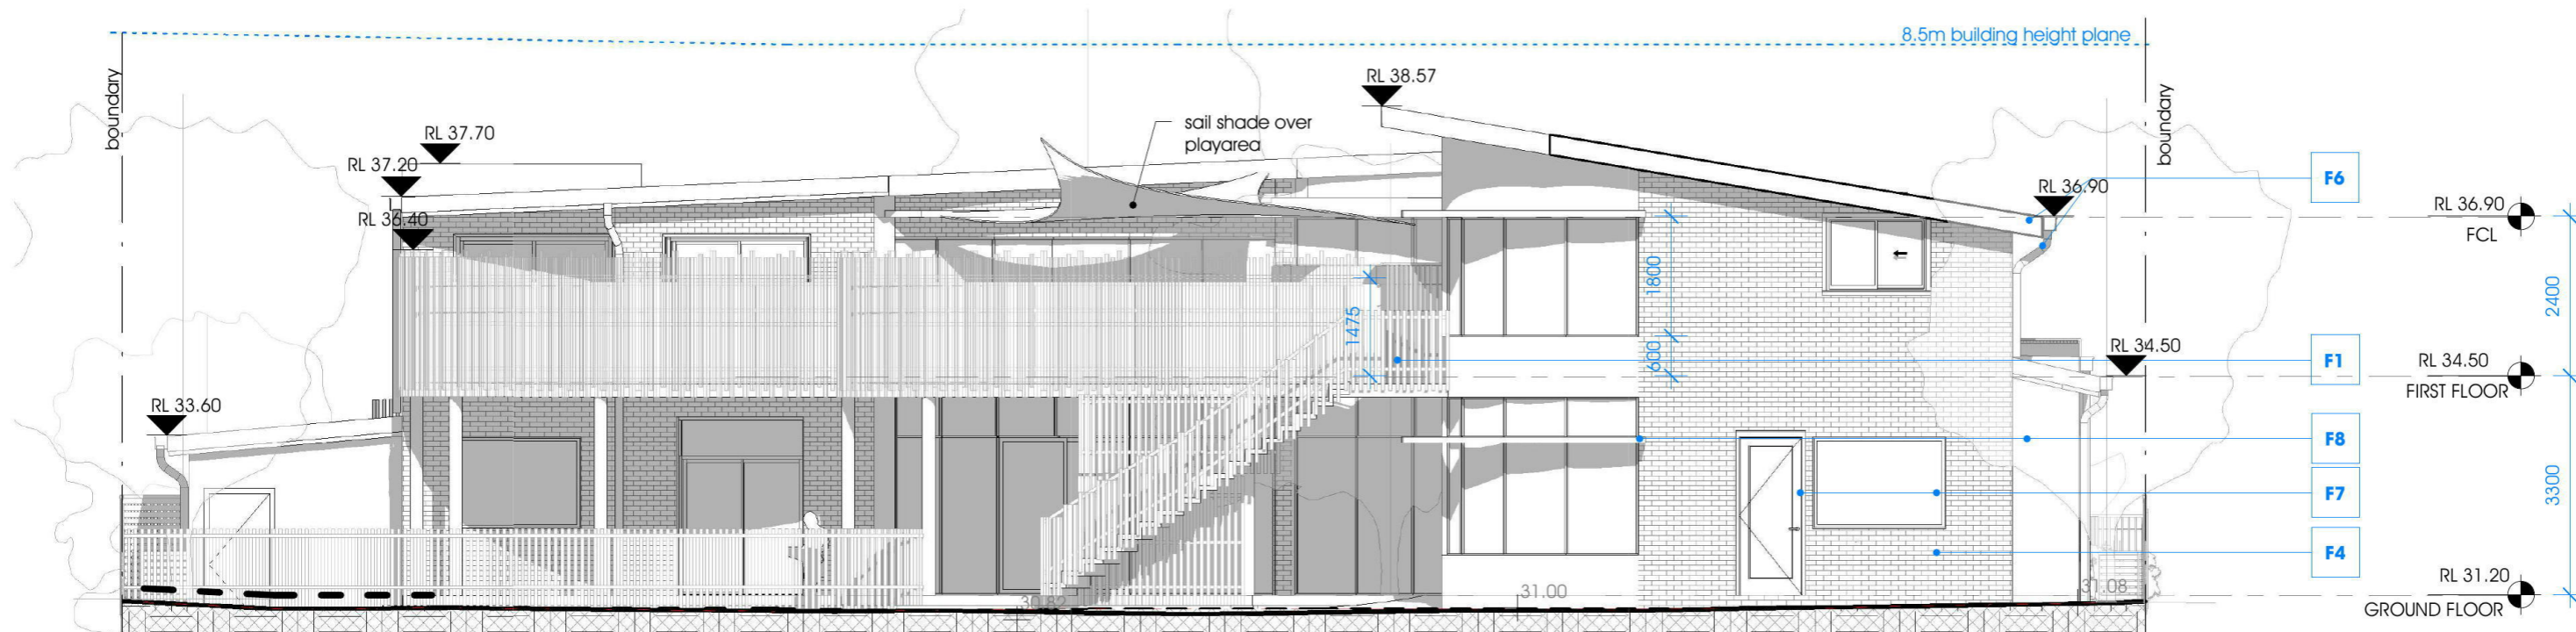 8.5m building height plane
boundary
RL 37.70
RL 37.20
RL 36.40
RL 33.60
sail shade over
playarea
RL 38.57
boundary
RL 36.90
RL 34.50
1475
1800
600
30.82
31.00
31.08
F6
F1
F8
F7
F4
RL 36.90
FCL
RL 34.50
FIRST FLOOR
RL 31.20
GROUND FLOOR
2400
3300